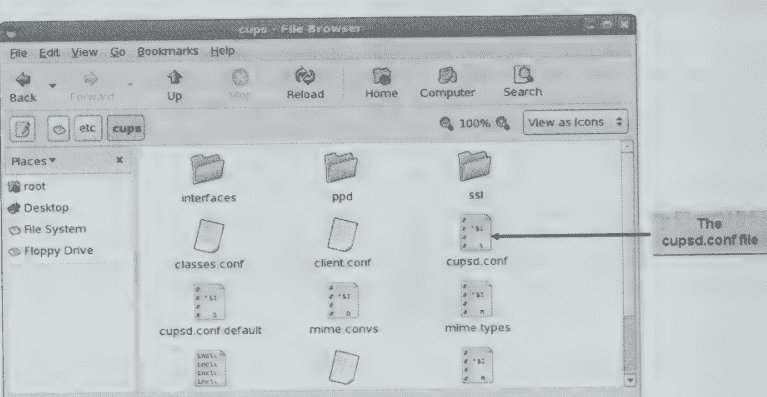 cups - File Browser
File Edit View Go Bookmarks Help
Back Forward Up Stop Reload Home Computer Search
etc cups 100% View as Icons
Places
root
Desktop
File System
Floppy Drive
interfaces ppd ssl
classes.conf client.conf cupsd.conf
cupsd.conf.default mime.convs mime.types
The
cupsd.conf file